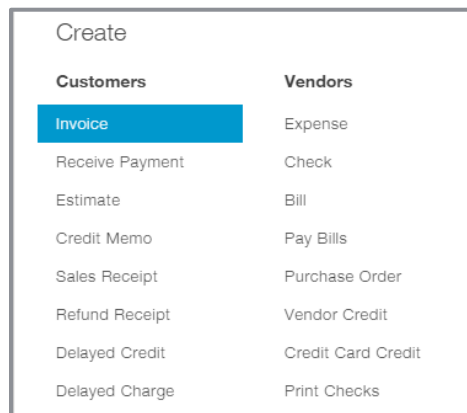 Create
Customers
Invoice
Receive Payment
Estimate
Credit Memo
Sales Receipt
Refund Receipt
Delayed Credit
Delayed Charge
Vendors
Expense
Check
Bill
Pay Bills
Purchase Order
Vendor Credit
Credit Card Credit
Print Checks